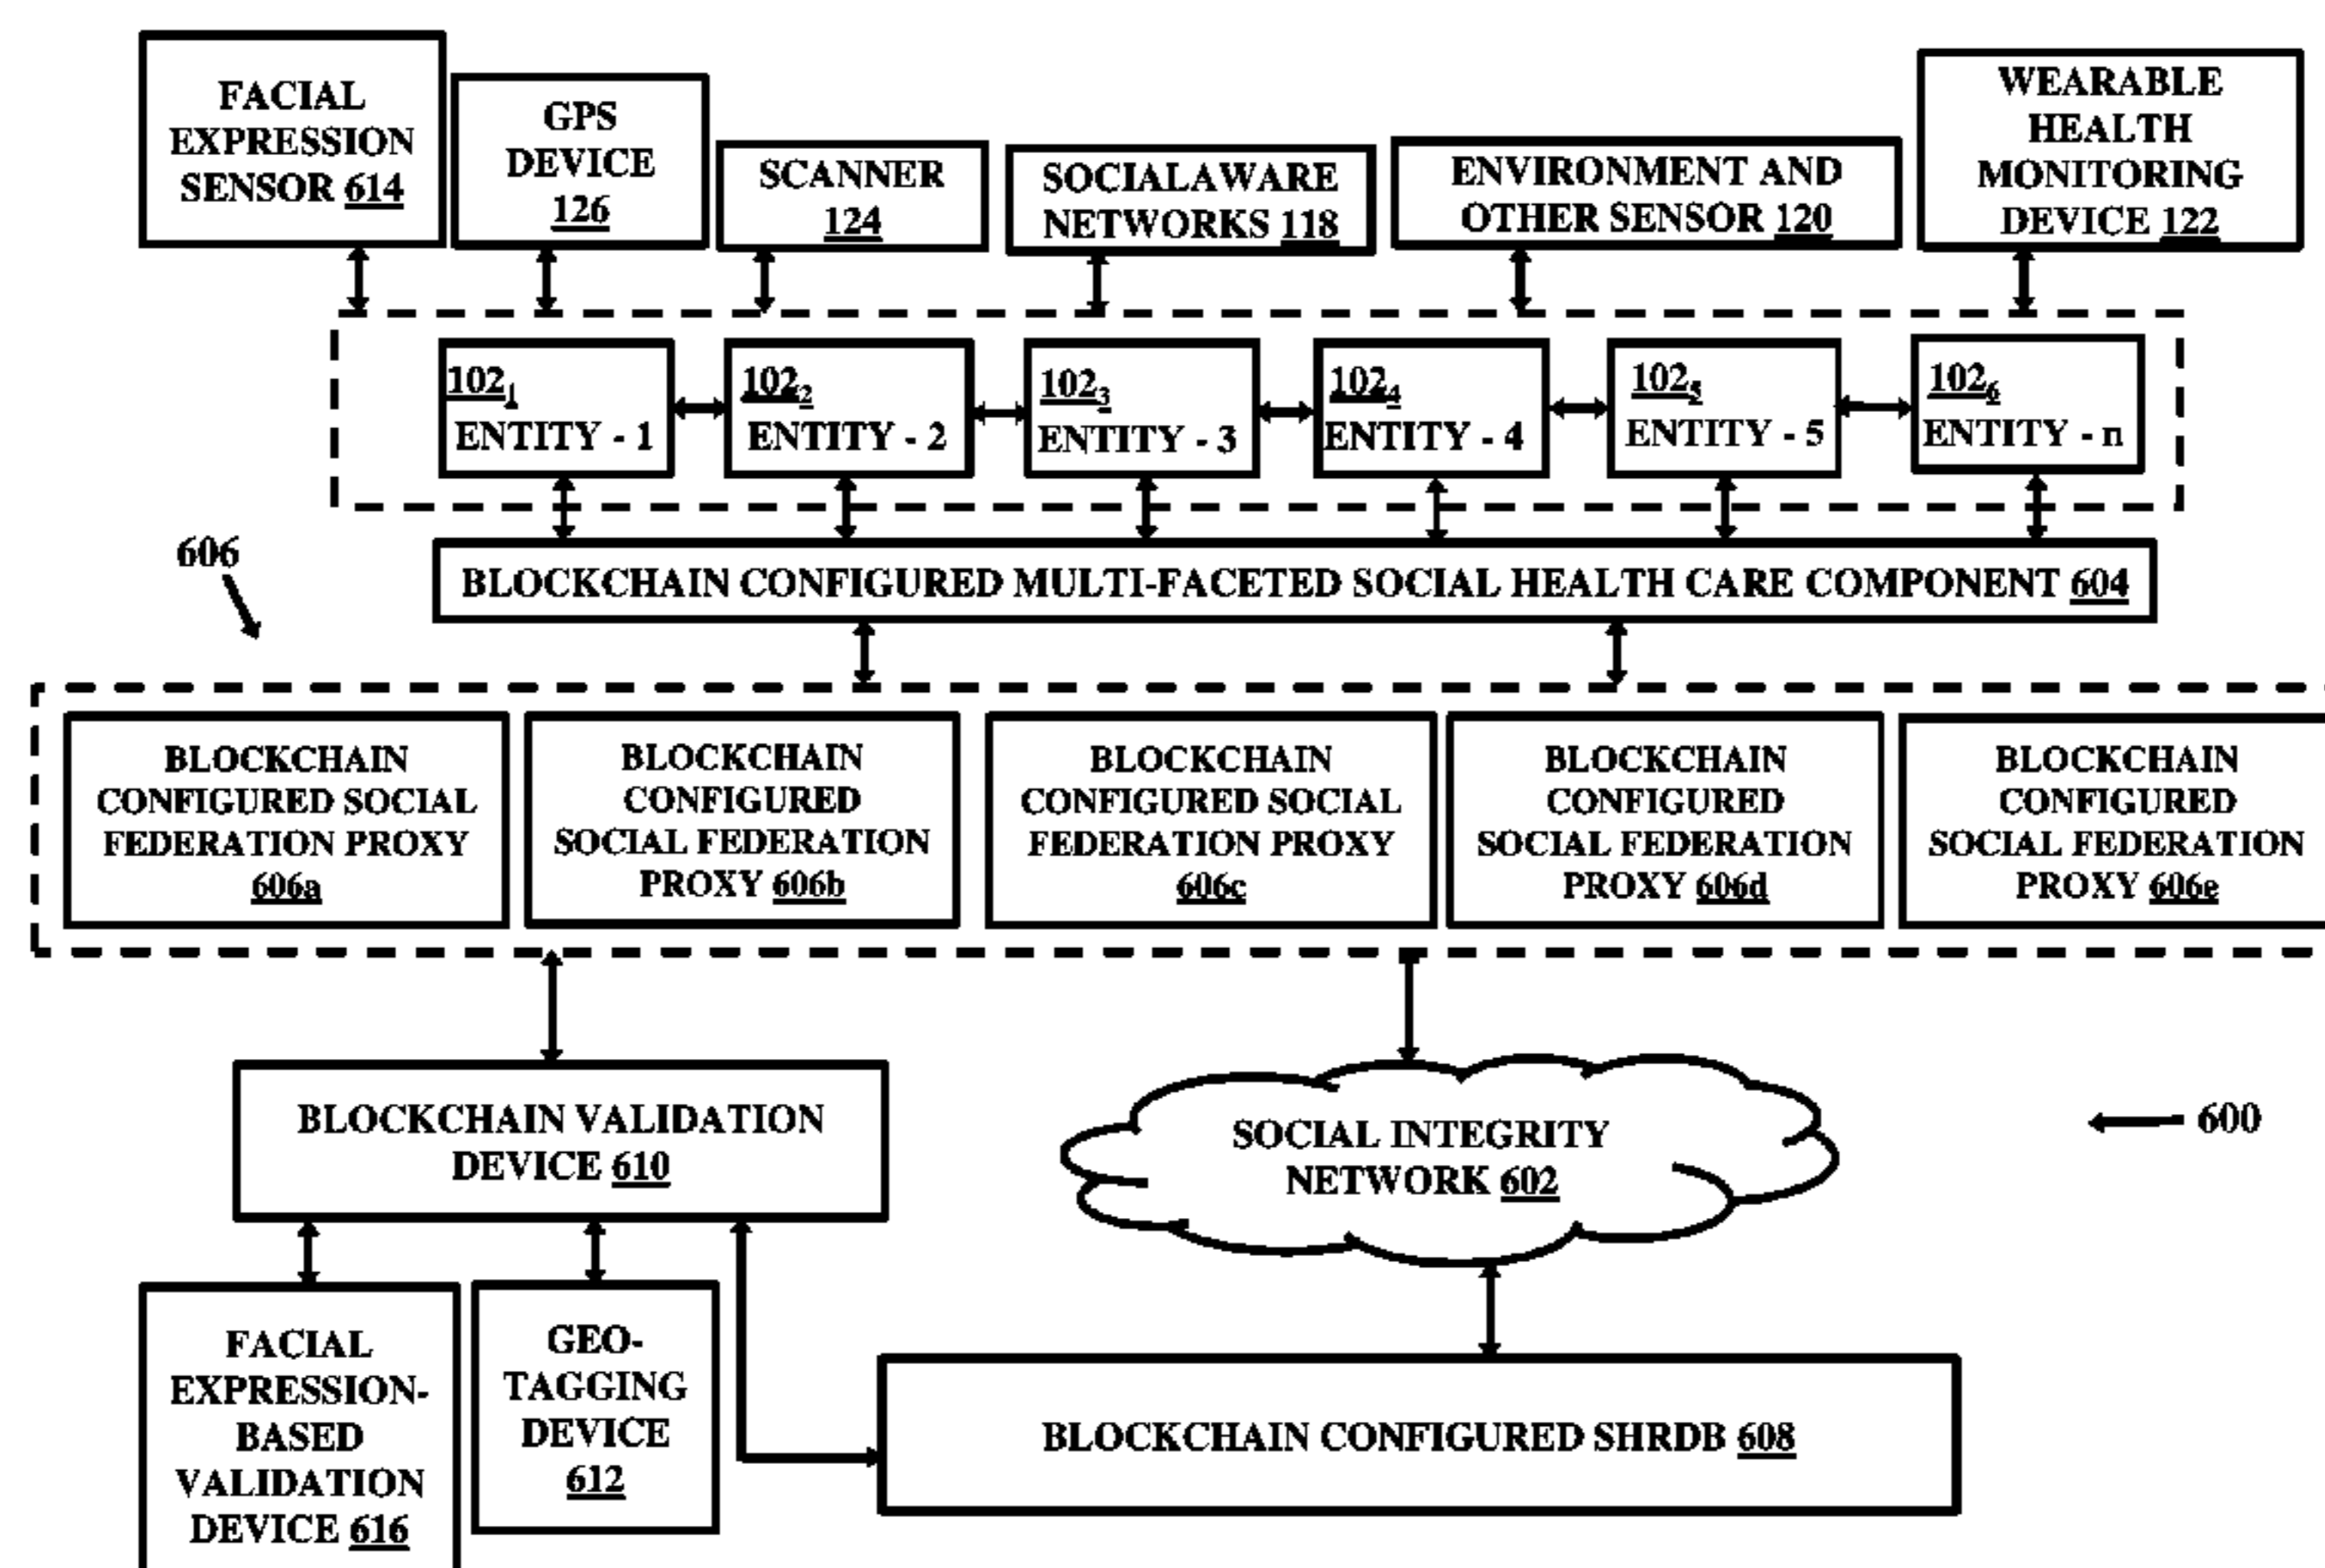 FACIAL
EXPRESSION
SENSOR 614
GPS
DEVICE
126
SCANNER
124
SOCIALAWARE
NETWORKS 118
ENVIRONMENT AND
OTHER SENSOR 120
WEARABLE
HEALTH
MONITORING
DEVICE 122
102₁
ENTITY - 1
102₂
ENTITY - 2
102₃
ENTITY - 3
102₄
ENTITY - 4
102₅
ENTITY - 5
102₆
ENTITY - n
606
BLOCKCHAIN CONFIGURED MULTI-FACETED SOCIAL HEALTH CARE COMPONENT 604
BLOCKCHAIN
CONFIGURED SOCIAL
FEDERATION PROXY
606a
BLOCKCHAIN
CONFIGURED
SOCIAL FEDERATION
PROXY 606b
BLOCKCHAIN
CONFIGURED SOCIAL
FEDERATION PROXY
606c
BLOCKCHAIN
CONFIGURED
SOCIAL FEDERATION
PROXY 606d
BLOCKCHAIN
CONFIGURED
SOCIAL FEDERATION
PROXY 606e
BLOCKCHAIN VALIDATION
DEVICE 610
SOCIAL INTEGRITY
NETWORK 602
600
FACIAL
EXPRESSION-
BASED
VALIDATION
DEVICE 616
GEO-
TAGGING
DEVICE
612
BLOCKCHAIN CONFIGURED SHRDB 608